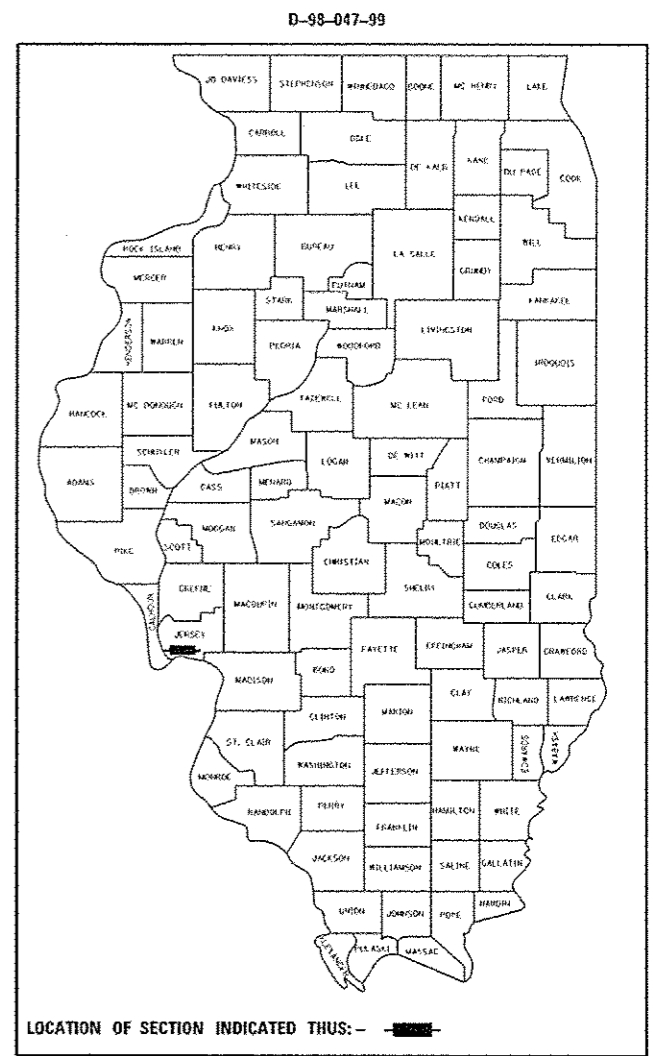 D-98-047-99
JO DAVIESS
STEPHENSON
WINNEBAGO
BOONE
MC HENRY
LAKE
CARROLL
OGLE
DE KALB
KANE
DU PAGE
COOK
WHITESIDE
LEE
KENDALL
WILL
ROCK ISLAND
HENRY
BUREAU
LA SALLE
GRUNDY
MERCER
PUTNAM
KANKAKEE
STARK
MARSHALL
HENDERSON
WARREN
KNOX
PEORIA
WOODFORD
LIVINGSTON
IROQUOIS
HANCOCK
MC DONOUGH
FULTON
TAZEWELL
MC LEAN
FORD
MASON
SCHUYLER
LOGAN
DE WITT
CHAMPAIGN
VERMILION
ADAMS
BROWN
CASS
MENARD
MACON
PIATT
MORGAN
SANGAMON
DOUGLAS
EDGAR
PIKE
SCOTT
CHRISTIAN
MOULTRIE
COLES
SHELBY
CALHOUN
GREENE
MACOUPIN
MONTGOMERY
CUMBERLAND
CLARK
JERSEY
FAYETTE
EFFINGHAM
JASPER
CRAWFORD
MADISON
BOND
CLAY
RICHLAND
LAWRENCE
CLINTON
MARION
ST. CLAIR
WAYNE
EDWARDS
WABASH
MONROE
WASHINGTON
JEFFERSON
RANDOLPH
PERRY
HAMILTON
WHITE
FRANKLIN
JACKSON
WILLIAMSON
SALINE
GALLATIN
UNION
JOHNSON
POPE
HARDIN
ALEXANDER
PULASKI
MASSAC
LOCATION OF SECTION INDICATED THUS: -